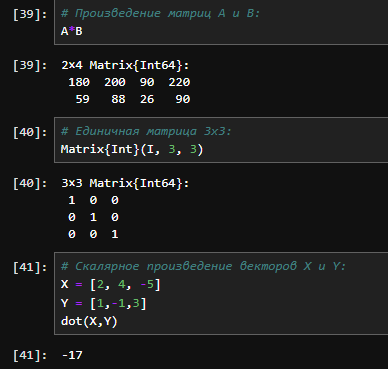 [39]: # Произведение матриц A и B:
A*B
[39]: 2x4 Matrix{Int64}:
180 200 90 220
59 88 26 90
[40]: # Единичная матрица 3x3:
Matrix{Int}(I, 3, 3)
[40]: 3x3 Matrix{Int64}:
1 0 0
0 1 0
0 0 1
[41]: # Скалярное произведение векторов X и Y:
X = [2, 4, -5]
Y = [1,-1,3]
dot(X,Y)
[41]: -17